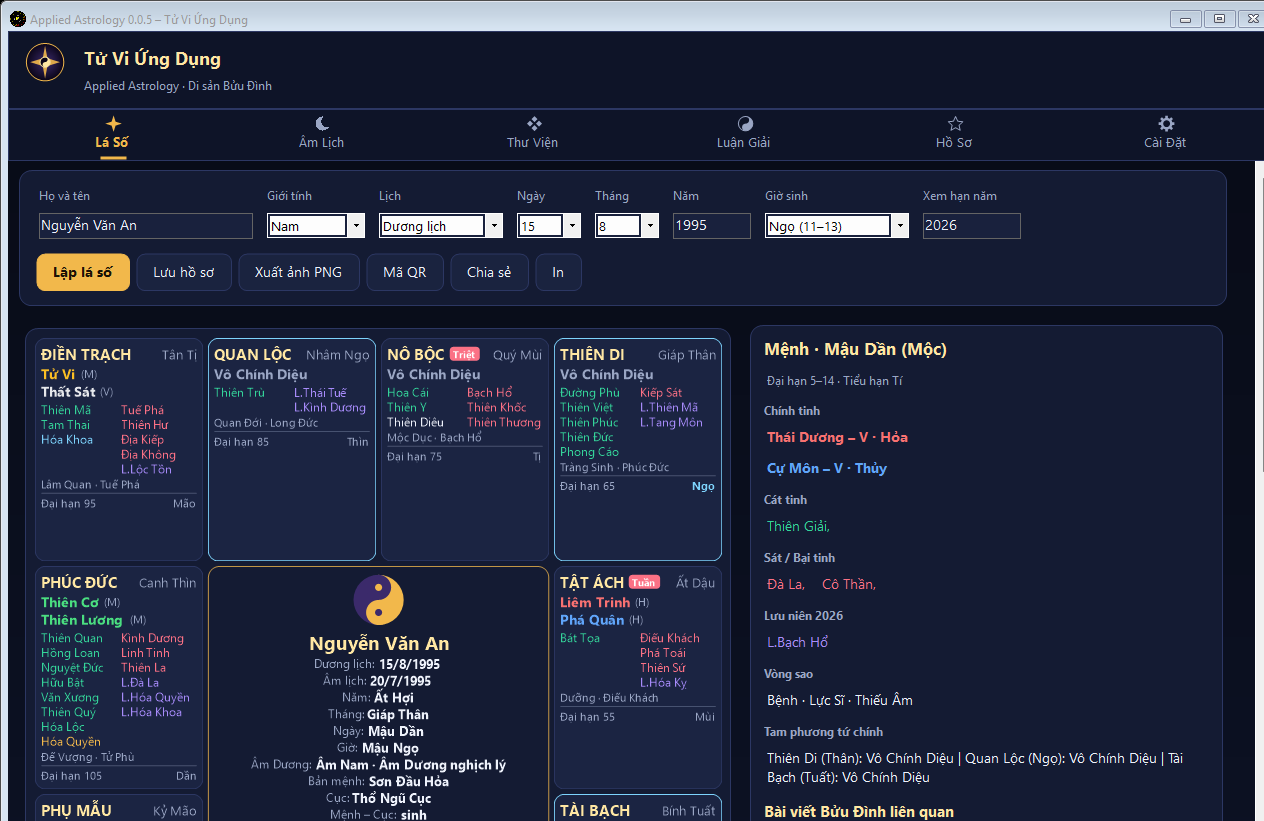 Applied Astrology 0.0.5 – Tử Vi Ứng Dụng
Tử Vi Ứng Dụng
Applied Astrology · Di sản Bửu Đình
Lá Số
Âm Lịch
Thư Viện
Luận Giải
Hồ Sơ
Cài Đặt
Họ và tên
Giới tính
Lịch
Ngày
Tháng
Năm
Giờ sinh
Xem hạn năm
Nguyễn Văn An
Nam
Dương lịch
15
8
1995
Ngọ (11–13)
2026
Lập lá số
Lưu hồ sơ
Xuất ảnh PNG
Mã QR
Chia sẻ
In
ĐIỀN TRẠCH Tân Tị
Tử Vi (M)
Thất Sát (V)
Thiên Mã Tuế Phá
Tam Thai Thiên Hư
Hóa Khoa Địa Kiếp
Địa Không
L.Lộc Tồn
Lâm Quan · Tuế Phá
Đại hạn 95 Mão
QUAN LỘC Nhâm Ngọ
Vô Chính Diệu
Thiên Trù L.Thái Tuế
L.Kình Dương
Quan Đới · Long Đức
Đại hạn 85 Thìn
NÔ BỘC Triệt Quý Mùi
Vô Chính Diệu
Hoa Cái Bạch Hổ
Thiên Y Thiên Khốc
Thiên Diêu Thiên Thương
Mộc Dục · Bạch Hổ
Đại hạn 75 Tị
THIÊN DI Giáp Thân
Vô Chính Diệu
Đường Phù Kiếp Sát
Thiên Việt L.Thiên Mã
Thiên Phúc L.Tang Môn
Thiên Đức
Phong Cáo
Tràng Sinh · Phúc Đức
Đại hạn 65 Ngọ
PHÚC ĐỨC Canh Thìn
Thiên Cơ (M)
Thiên Lương (M)
Thiên Quan Kình Dương
Hồng Loan Linh Tinh
Nguyệt Đức Thiên La
Hữu Bật L.Đà La
Văn Xương L.Hóa Quyền
Thiên Quý L.Hóa Khoa
Hóa Lộc
Hóa Quyền
Đế Vượng · Tử Phù
Đại hạn 105 Dần
Nguyễn Văn An
Dương lịch: 15/8/1995
Âm lịch: 20/7/1995
Năm: Ất Hợi
Tháng: Giáp Thân
Ngày: Mậu Dần
Giờ: Mậu Ngọ
Âm Dương: Âm Nam · Âm Dương nghịch lý
Bản mệnh: Sơn Đầu Hỏa
Cục: Thổ Ngũ Cục
Mệnh – Cục: sinh
TẬT ÁCH Tuần Ất Dậu
Liêm Trinh (H)
Phá Quân (H)
Bát Tọa Điếu Khách
Phá Toái
Thiên Sứ
L.Hóa Kỵ
Dưỡng · Điếu Khách
Đại hạn 55 Mùi
PHỤ MẪU Kỷ Mão
TÀI BẠCH Bính Tuất
Mệnh · Mậu Dần (Mộc)
Đại hạn 5–14 · Tiểu hạn Tí
Chính tinh
Thái Dương – V · Hỏa
Cự Môn – V · Thủy
Cát tinh
Thiên Giải,
Sát / Bại tinh
Đà La, Cô Thần,
Lưu niên 2026
L.Bạch Hổ
Vòng sao
Bệnh · Lực Sĩ · Thiếu Âm
Tam phương tứ chính
Thiên Di (Thân): Vô Chính Diệu | Quan Lộc (Ngọ): Vô Chính Diệu | Tài
Bạch (Tuất): Vô Chính Diệu
Bài viết Bửu Đình liên quan